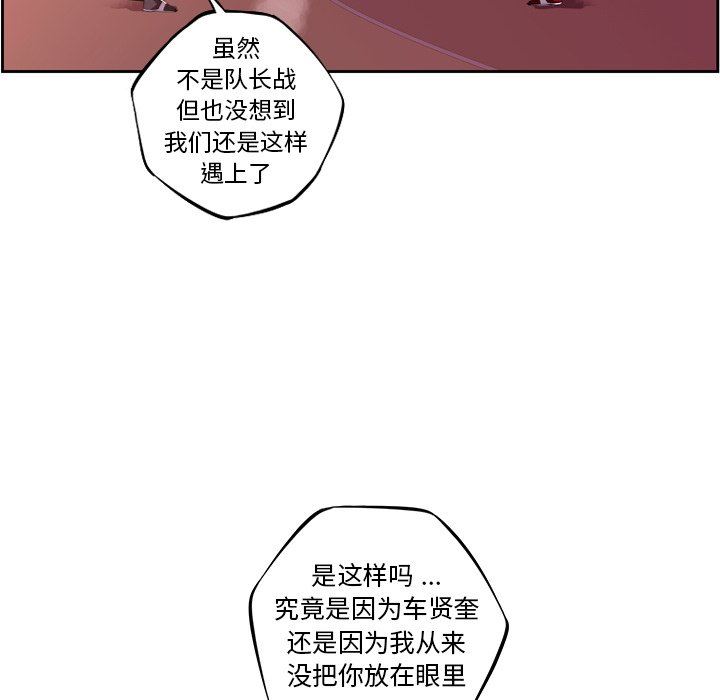 虽然
不是队长战
但也没想到
我们还是这样
遇上了
是这样吗...
究竟是因为车贤奎
还是因为我从来
没把你放在眼里